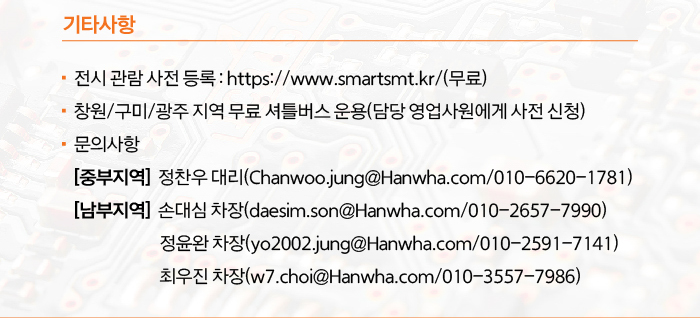 기타사항
전시 관람 사전 등록 : https://www.smartsmt.kr/(무료)
창원/구미/광주 지역 무료 셔틀버스 운용(담당 영업사원에게 사전 신청)
문의사항
[중부지역] 정찬우 대리(Chanwoo.jung@Hanwha.com/010-6620-1781)
[남부지역] 손대심 차장(daesim.son@Hanwha.com/010-2657-7990)
정윤완 차장(yo2002.jung@Hanwha.com/010-2591-7141)
최우진 차장(w7.choi@Hanwha.com/010-3557-7986)